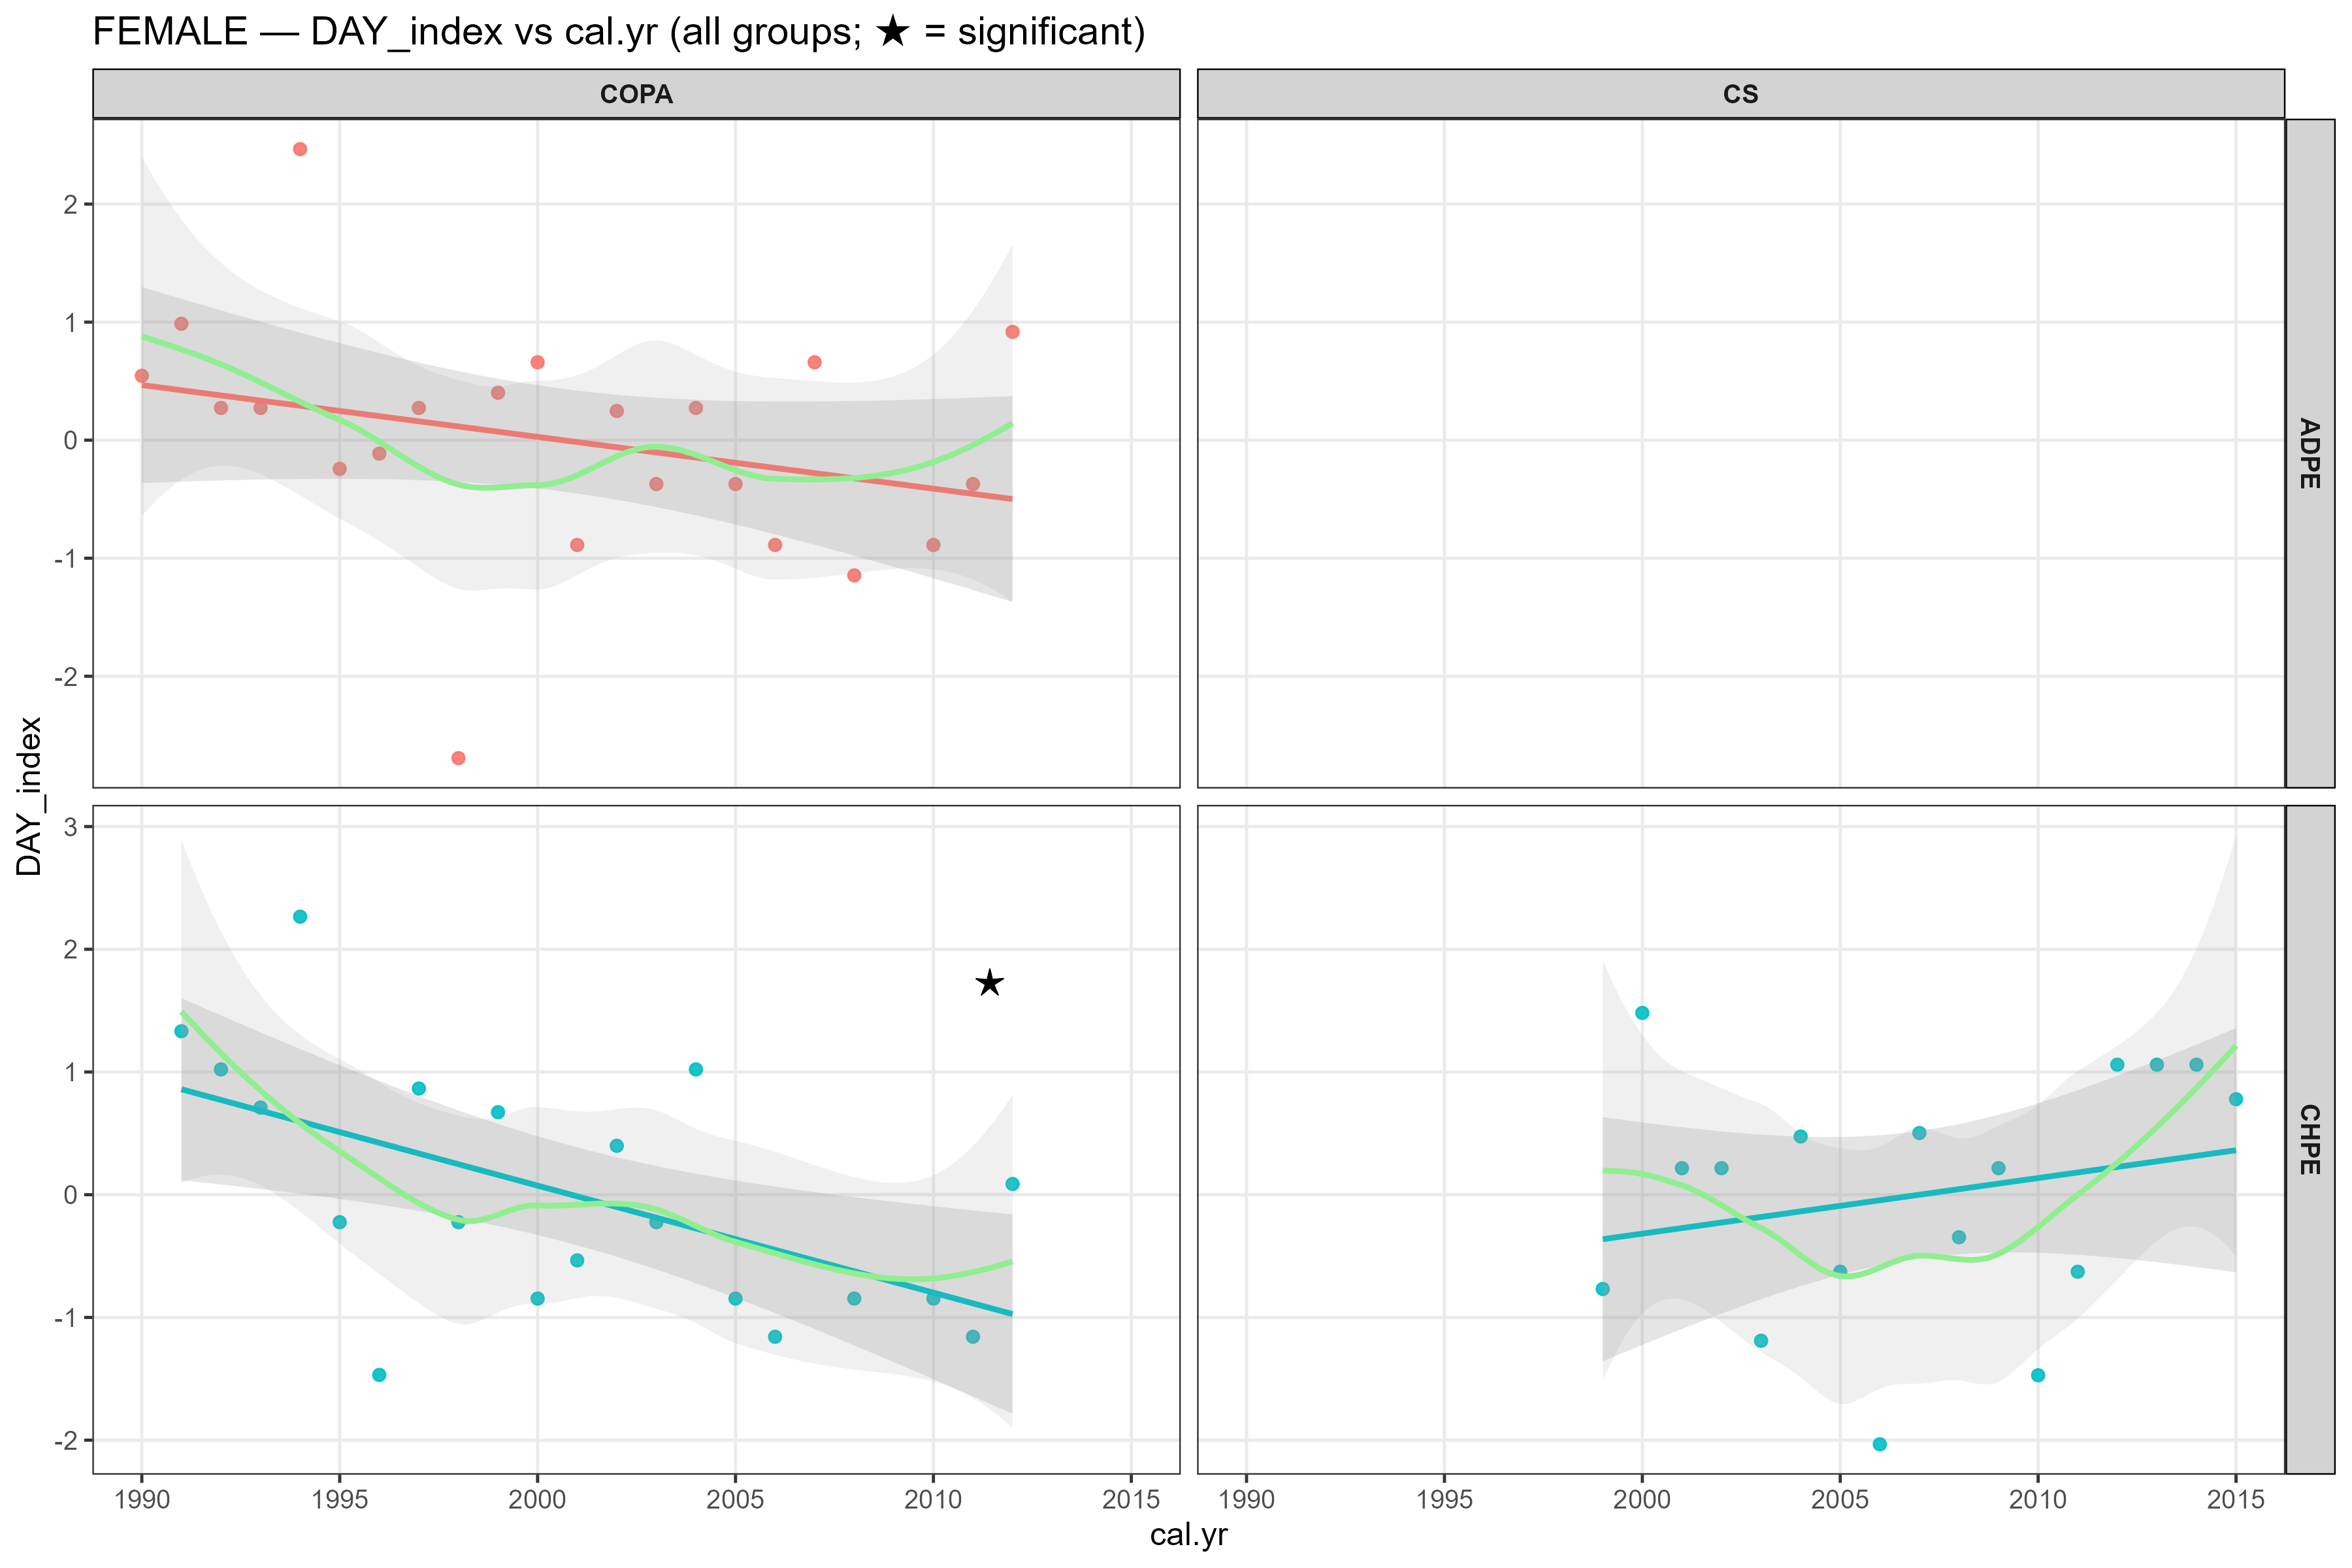 FEMALE — DAY_index vs cal.yr (all groups; ★ = significant)
COPA
CS
2
1
0
-1
-2
ADPE
DAY_index
3
2
1
0
-1
-2
★
CHPE
1990 1995 2000 2005 2010 2015
1990 1995 2000 2005 2010 2015
cal.yr